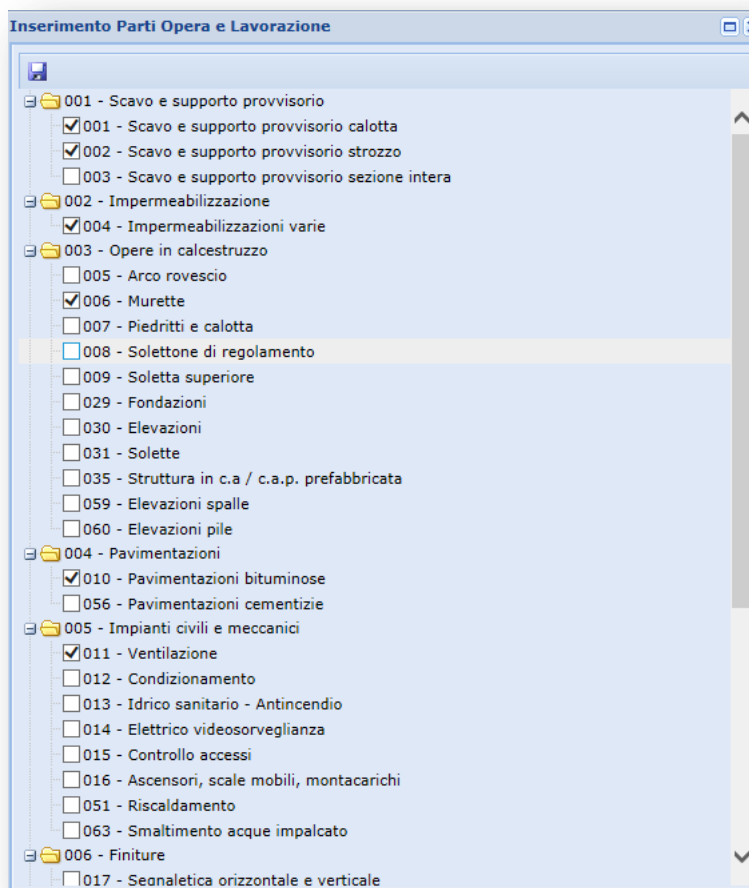 Inserimento Parti Opera e Lavorazione
001 - Scavo e supporto provvisorio
001 - Scavo e supporto provvisorio calotta
002 - Scavo e supporto provvisorio strozzo
003 - Scavo e supporto provvisorio sezione intera
002 - Impermeabilizzazione
004 - Impermeabilizzazioni varie
003 - Opere in calcestruzzo
005 - Arco rovescio
006 - Murette
007 - Piedritti e calotta
008 - Solettone di regolamento
009 - Soletta superiore
029 - Fondazioni
030 - Elevazioni
031 - Solette
035 - Struttura in c.a / c.a.p. prefabbricata
059 - Elevazioni spalle
060 - Elevazioni pile
004 - Pavimentazioni
010 - Pavimentazioni bituminose
056 - Pavimentazioni cementizie
005 - Impianti civili e meccanici
011 - Ventilazione
012 - Condizionamento
013 - Idrico sanitario - Antincendio
014 - Elettrico videosorveglianza
015 - Controllo accessi
016 - Ascensori, scale mobili, montacarichi
051 - Riscaldamento
063 - Smaltimento acque impalcato
006 - Finiture
017 - Segnaletica orizzontale e verticale